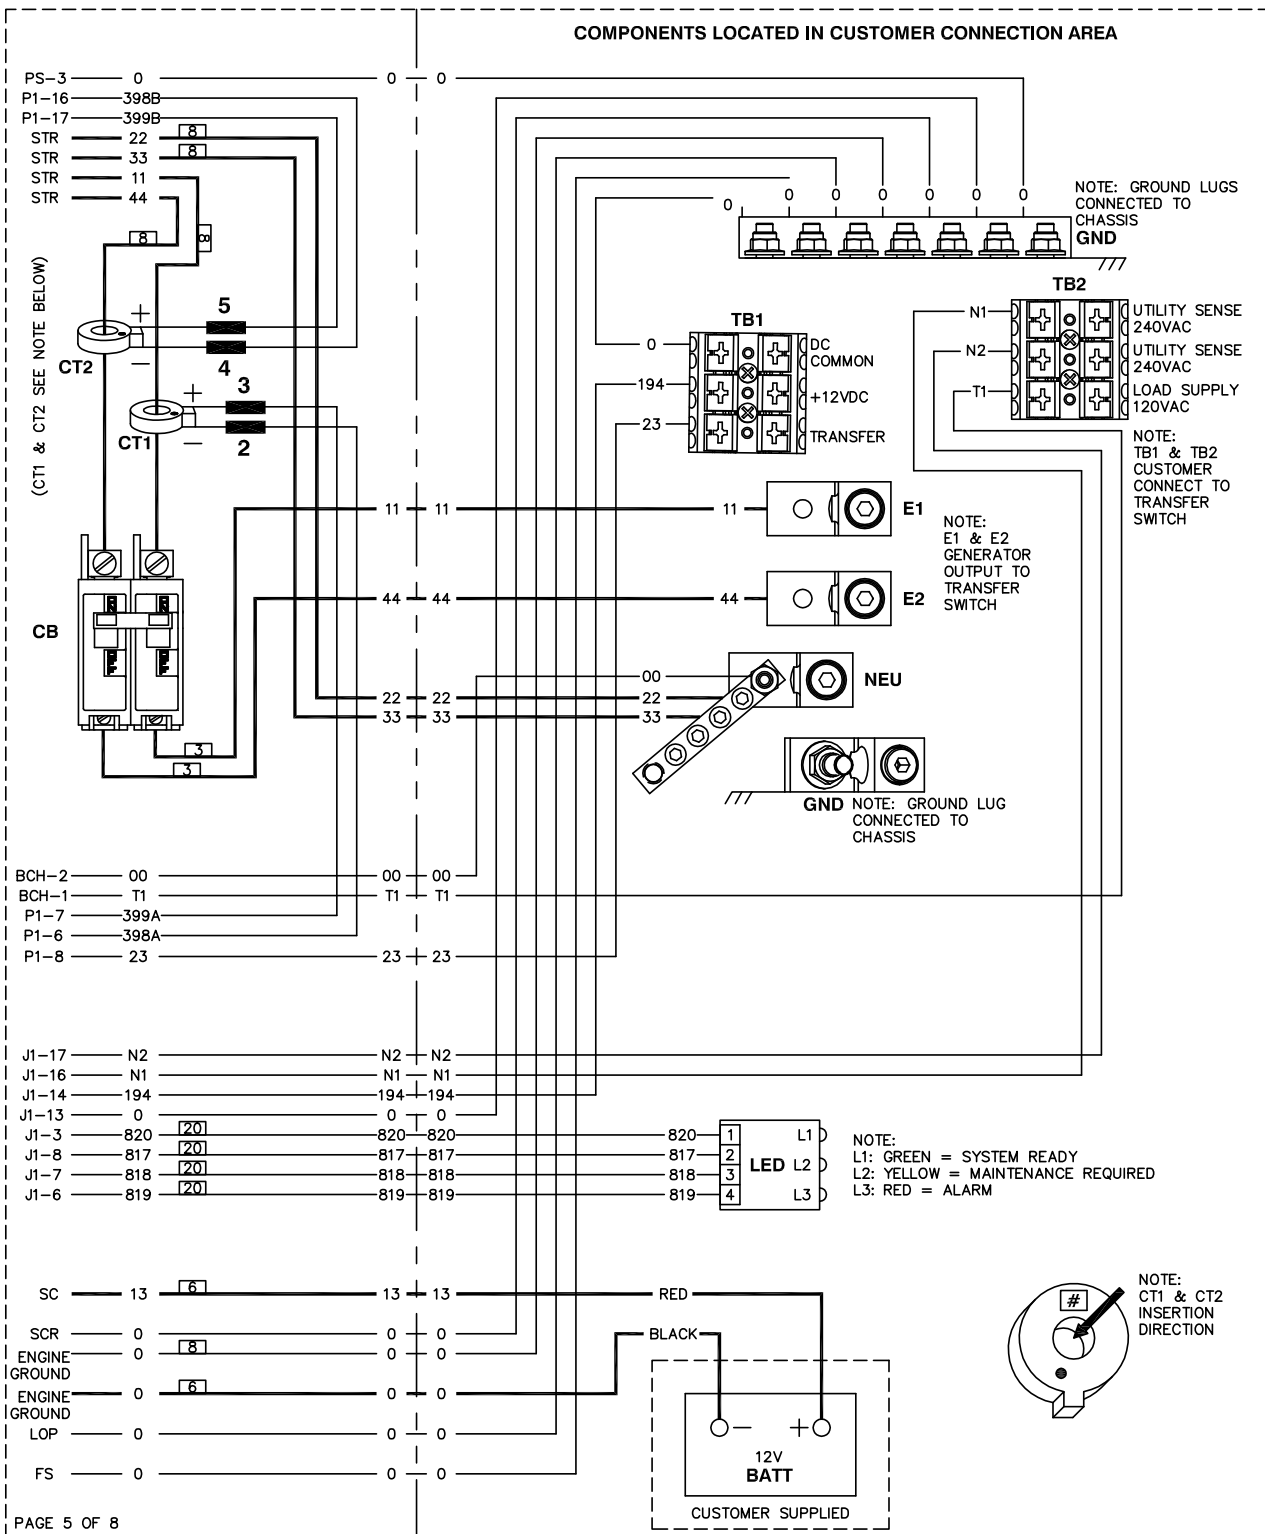 COMPONENTS LOCATED IN CUSTOMER CONNECTION AREA
PS-3 0 0 0
P1-16 398B
P1-17 399B
STR 22 8
STR 33 8
STR 11
STR 44
8
8
0 0 0 0 0 0 0
NOTE: GROUND LUGS
CONNECTED TO
CHASSIS
GND
(CT1 & CT2 SEE NOTE BELOW)
+ 5
- 4
CT2
+ 3
- 2
CT1
TB1
0 DC
COMMON
194 +12VDC
23 TRANSFER
TB2
N1 UTILITY SENSE
240VAC
N2 UTILITY SENSE
240VAC
T1 LOAD SUPPLY
120VAC
NOTE:
TB1 & TB2
CUSTOMER
CONNECT TO
TRANSFER
SWITCH
11 11 11 E1
NOTE:
E1 & E2
GENERATOR
OUTPUT TO
TRANSFER
SWITCH
44 44 44 E2
CB
OFF OFF
00 NEU
22 22 22
33 33 33
3
3
GND NOTE: GROUND LUG
CONNECTED TO
CHASSIS
BCH-2 00 00 00
BCH-1 T1 T1 T1
P1-7 399A
P1-6 398A
P1-8 23 23 23
J1-17 N2 N2 N2
J1-16 N1 N1 N1
J1-14 194 194 194
J1-13 0 0 0
J1-3 820 20 820 820 820 1 L1
J1-8 817 20 817 817 817 2
LED L2
J1-7 818 20 818 818 818 3
J1-6 819 20 819 819 819 4 L3
NOTE:
L1: GREEN = SYSTEM READY
L2: YELLOW = MAINTENANCE REQUIRED
L3: RED = ALARM
SC 13 6 13 13 RED
SCR 0 0 0 BLACK
ENGINE
GROUND 0 8 0 0
ENGINE
GROUND 0 6 0 0
LOP 0 0 0
FS 0 0 0
- +
12V
BATT
CUSTOMER SUPPLIED
#
NOTE:
CT1 & CT2
INSERTION
DIRECTION
PAGE 5 OF 8